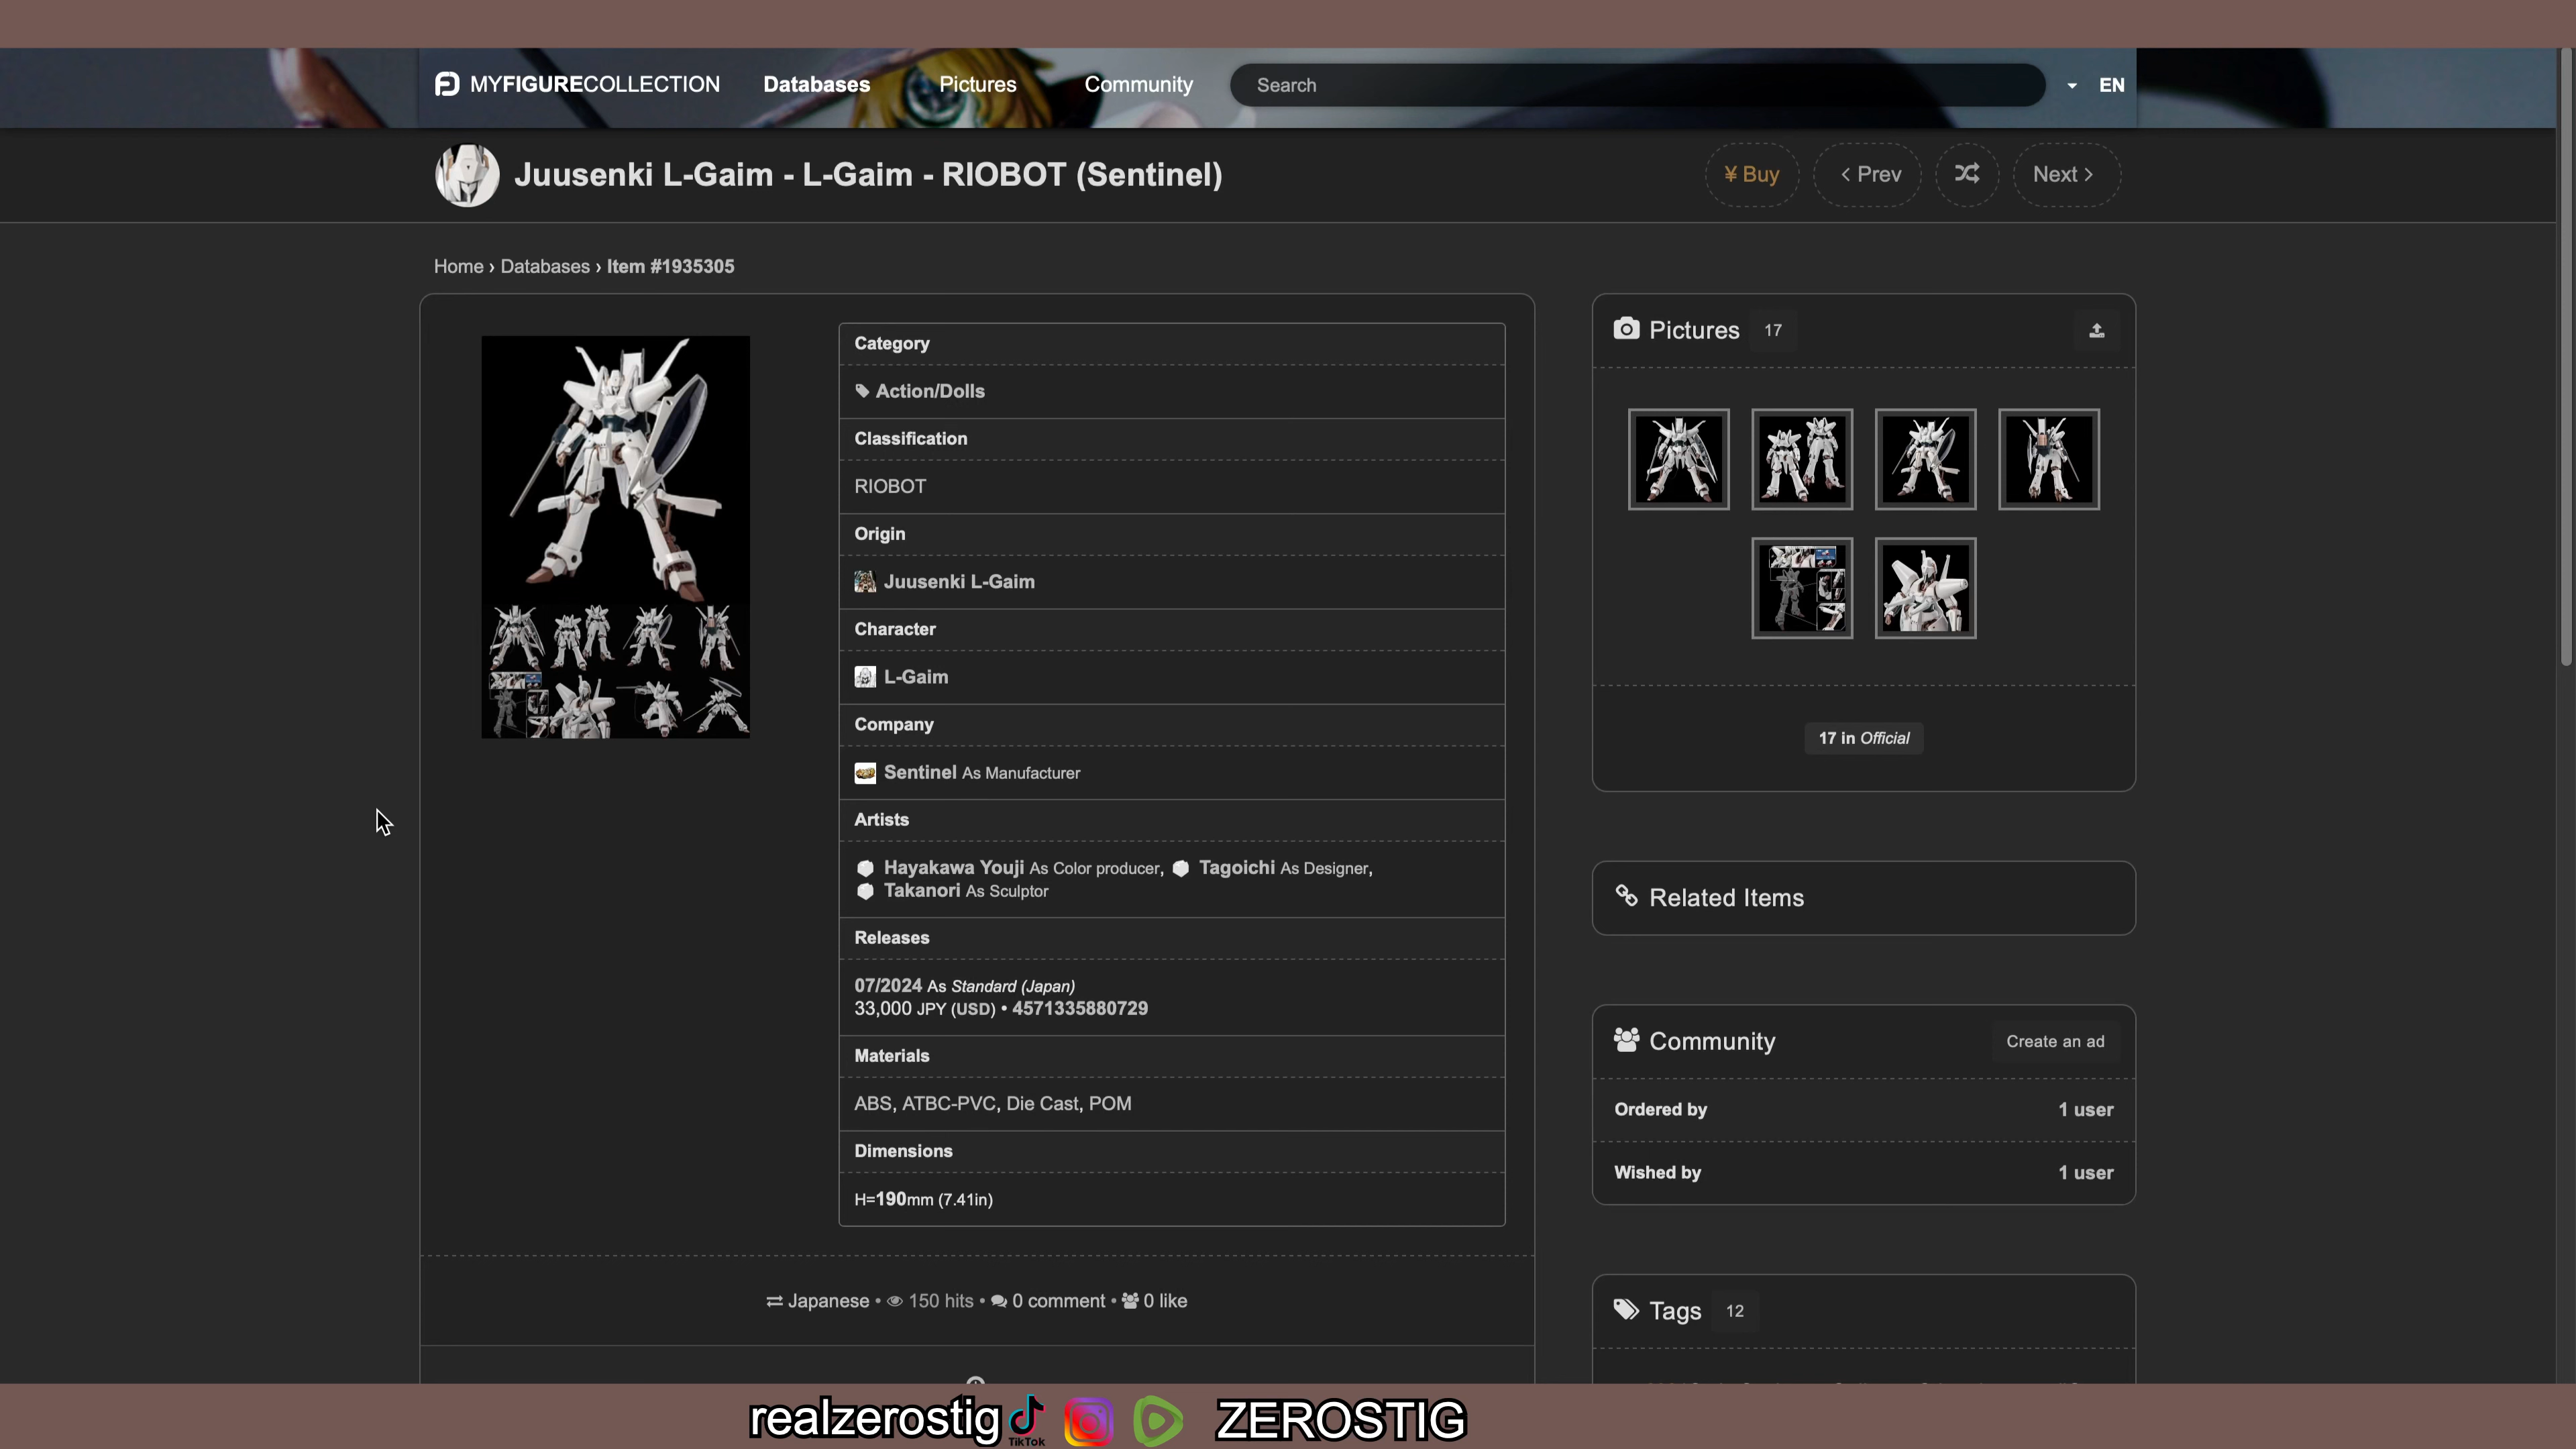 MYFIGURECOLLECTION
Databases
Pictures
Community
Search
EN
Juusenki L-Gaim - L-Gaim - RIOBOT (Sentinel)
¥ Buy
‹ Prev
Next ›
Home › Databases › Item #1935305
Category
Action/Dolls
Classification
RIOBOT
Origin
Juusenki L-Gaim
Character
L-Gaim
Company
Sentinel As Manufacturer
Artists
Hayakawa Youji As Color producer, Tagoichi As Designer,
Takanori As Sculptor
Releases
07/2024 As Standard (Japan)
33,000 JPY (USD) • 4571335880729
Materials
ABS, ATBC-PVC, Die Cast, POM
Dimensions
H=190mm (7.41in)
Japanese • 150 hits • 0 comment • 0 like
Pictures 17
17 in Official
Related Items
Community
Create an ad
Ordered by 1 user
Wished by 1 user
Tags 12
realzerostig
TikTok
ZEROSTIG